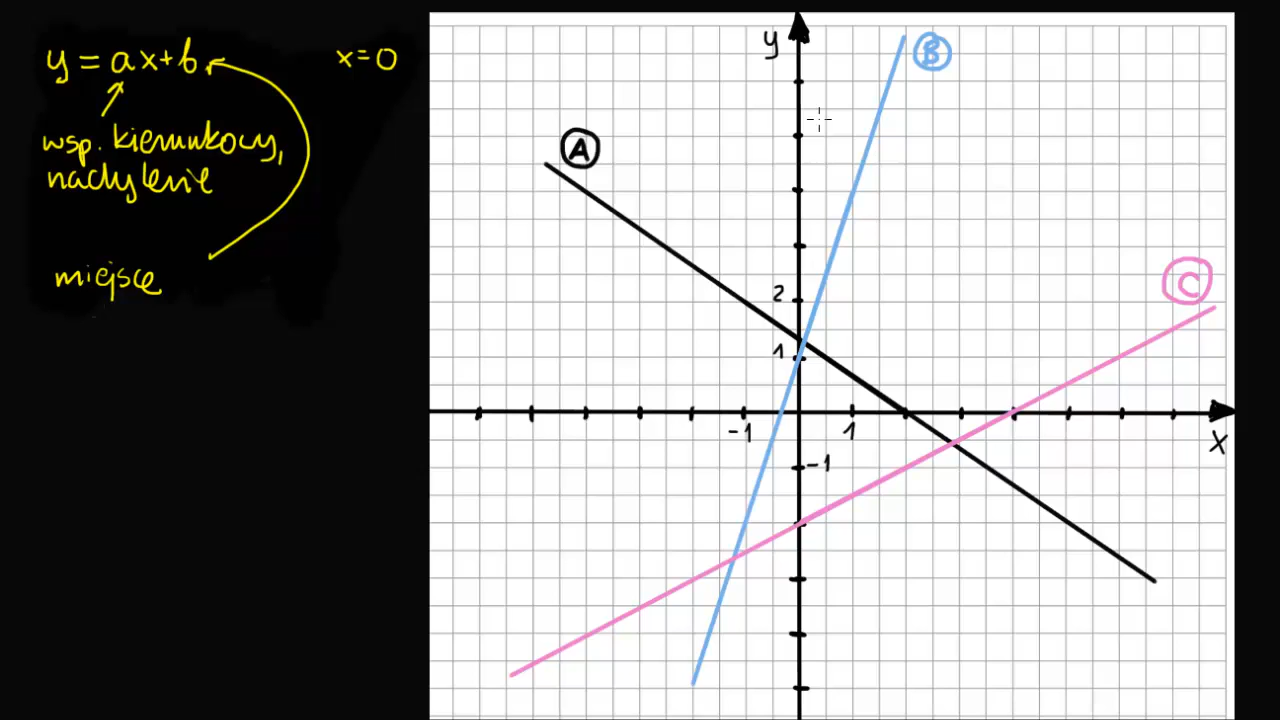 y = ax+b
x=0
wsp. kierunkowy,
nachylenie
miejsce
y
B
A
C
2
1
-1
1
-1
x